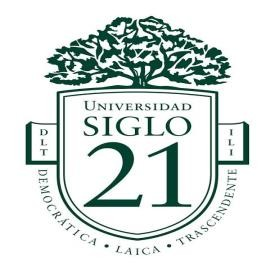 UNIVERSIDAD
SIGLO
21
DLT
ILI
DEMOCRÁTICA • LAICA • TRASCENDENTE